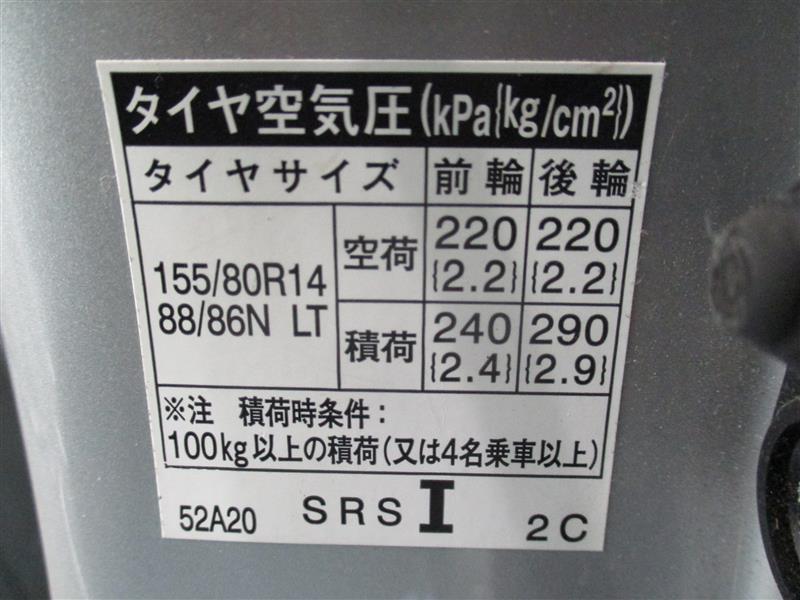 タイヤ空気圧(kPa{kg/cm²})
タイヤサイズ 前輪 後輪
155/80R14
88/86N LT
空荷 220 220
{2.2} {2.2}
積荷 240 290
{2.4} {2.9}
※注 積荷時条件:
100kg以上の積荷(又は4名乗車以上)
52A20 SRS I 2C